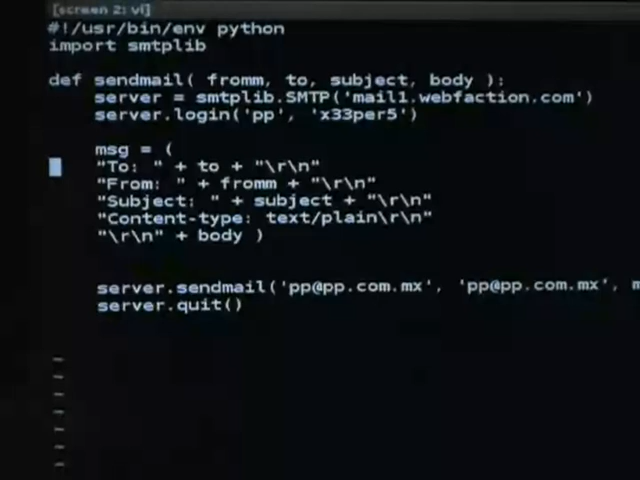 [screen 2: vi]
#!/usr/bin/env python
import smtplib
def sendmail( fromm, to, subject, body ):
server = smtplib.SMTP('mail1.webfaction.com')
server.login('pp', 'x33per5')
msg = (
"To: " + to + "\r\n"
"From: " + fromm + "\r\n"
"Subject: " + subject + "\r\n"
"Content-type: text/plain\r\n"
"\r\n" + body )
server.sendmail('pp@pp.com.mx', 'pp@pp.com.mx', m
server.quit()
~
~
~
~
~
~
~